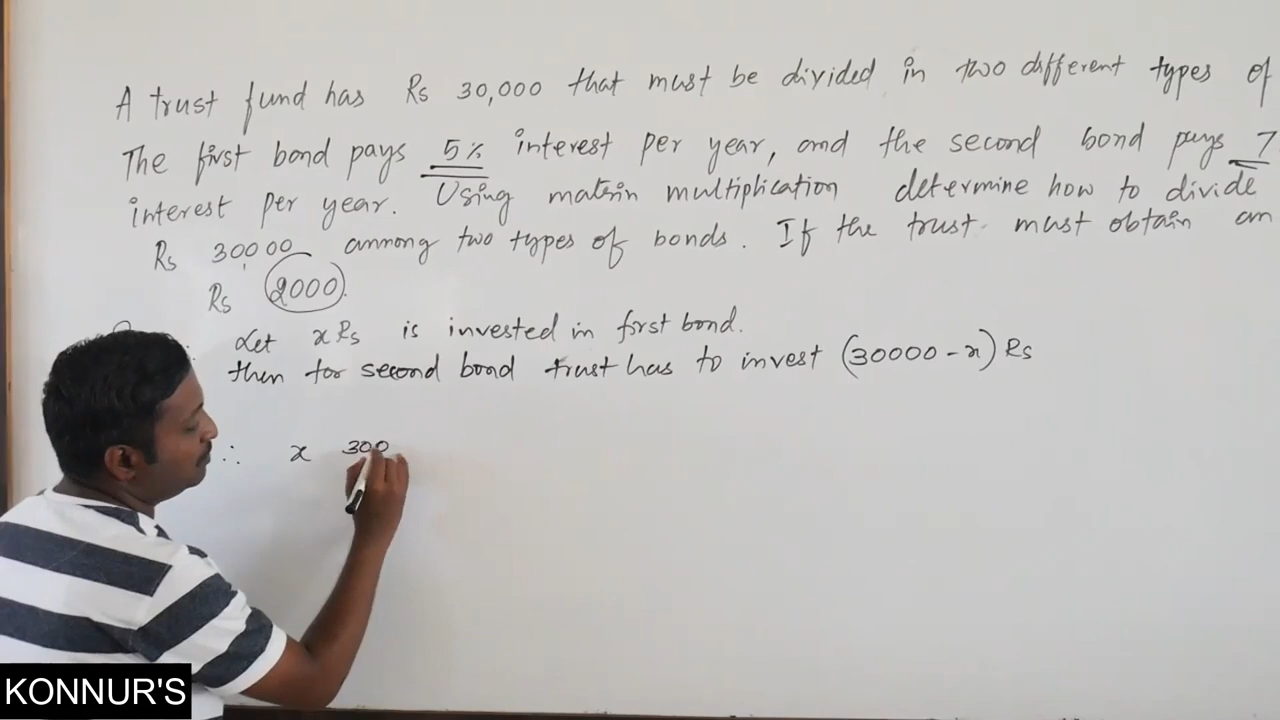 A trust fund has Rs 30,000 that must be divided in two different types of
The first bond pays 5% interest per year, and the second bond pays 7
interest per year. Using matrix multiplication determine how to divide
Rs 30,000 among two types of bonds. If the trust must obtain an
Rs 2000.
Let x Rs is invested in first bond.
then for second bond trust has to invest (30000-x) Rs
∴ x 300
KONNUR'S